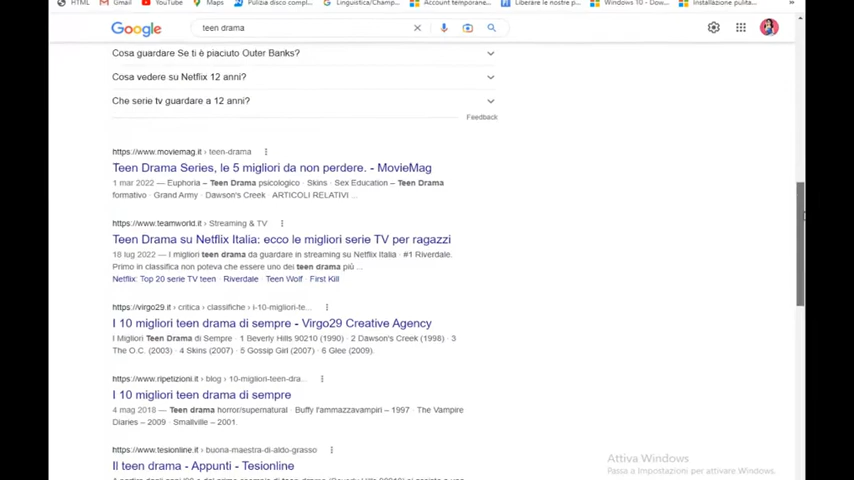 HTML Gmail YouTube Maps Pulizia disco compl... Linguistica/Champ... Account temporane... Liberare le nostre p... Windows 10 - Dow... Installazione pulita... »
Google teen drama
Cosa guardare Se ti è piaciuto Outer Banks?
Cosa vedere su Netflix 12 anni?
Che serie tv guardare a 12 anni?
Feedback
https://www.moviemag.it › teen-drama
Teen Drama Series, le 5 migliori da non perdere. - MovieMag
1 mar 2022 — Euphoria – Teen Drama psicologico · Skins · Sex Education – Teen Drama
formativo · Grand Army · Dawson's Creek · ARTICOLI RELATIVI ...
https://www.teamworld.it › Streaming & TV
Teen Drama su Netflix Italia: ecco le migliori serie TV per ragazzi
18 lug 2022 — I migliori teen drama da guardare in streaming su Netflix Italia · #1 Riverdale.
Primo in classifica non poteva che essere uno dei teen drama più ...
Netflix: Top 20 serie TV teen · Riverdale · Teen Wolf · First Kill
https://virgo29.it › critica › classifiche › i-10-migliori-te...
I 10 migliori teen drama di sempre - Virgo29 Creative Agency
I Migliori Teen Drama di Sempre · 1 Beverly Hills 90210 (1990) · 2 Dawson's Creek (1998) · 3
The O.C. (2003) · 4 Skins (2007) · 5 Gossip Girl (2007) · 6 Glee (2009).
https://www.ripetizioni.it › blog › 10-migliori-teen-dra...
I 10 migliori teen drama di sempre
4 mag 2018 — Teen drama horror/supernatural · Buffy l'ammazzavampiri – 1997 · The Vampire
Diaries – 2009 · Smallville – 2001.
https://www.tesionline.it › buona-maestra-di-aldo-grasso
Il teen drama - Appunti - Tesionline
Attiva Windows
Passa a Impostazioni per attivare Windows.